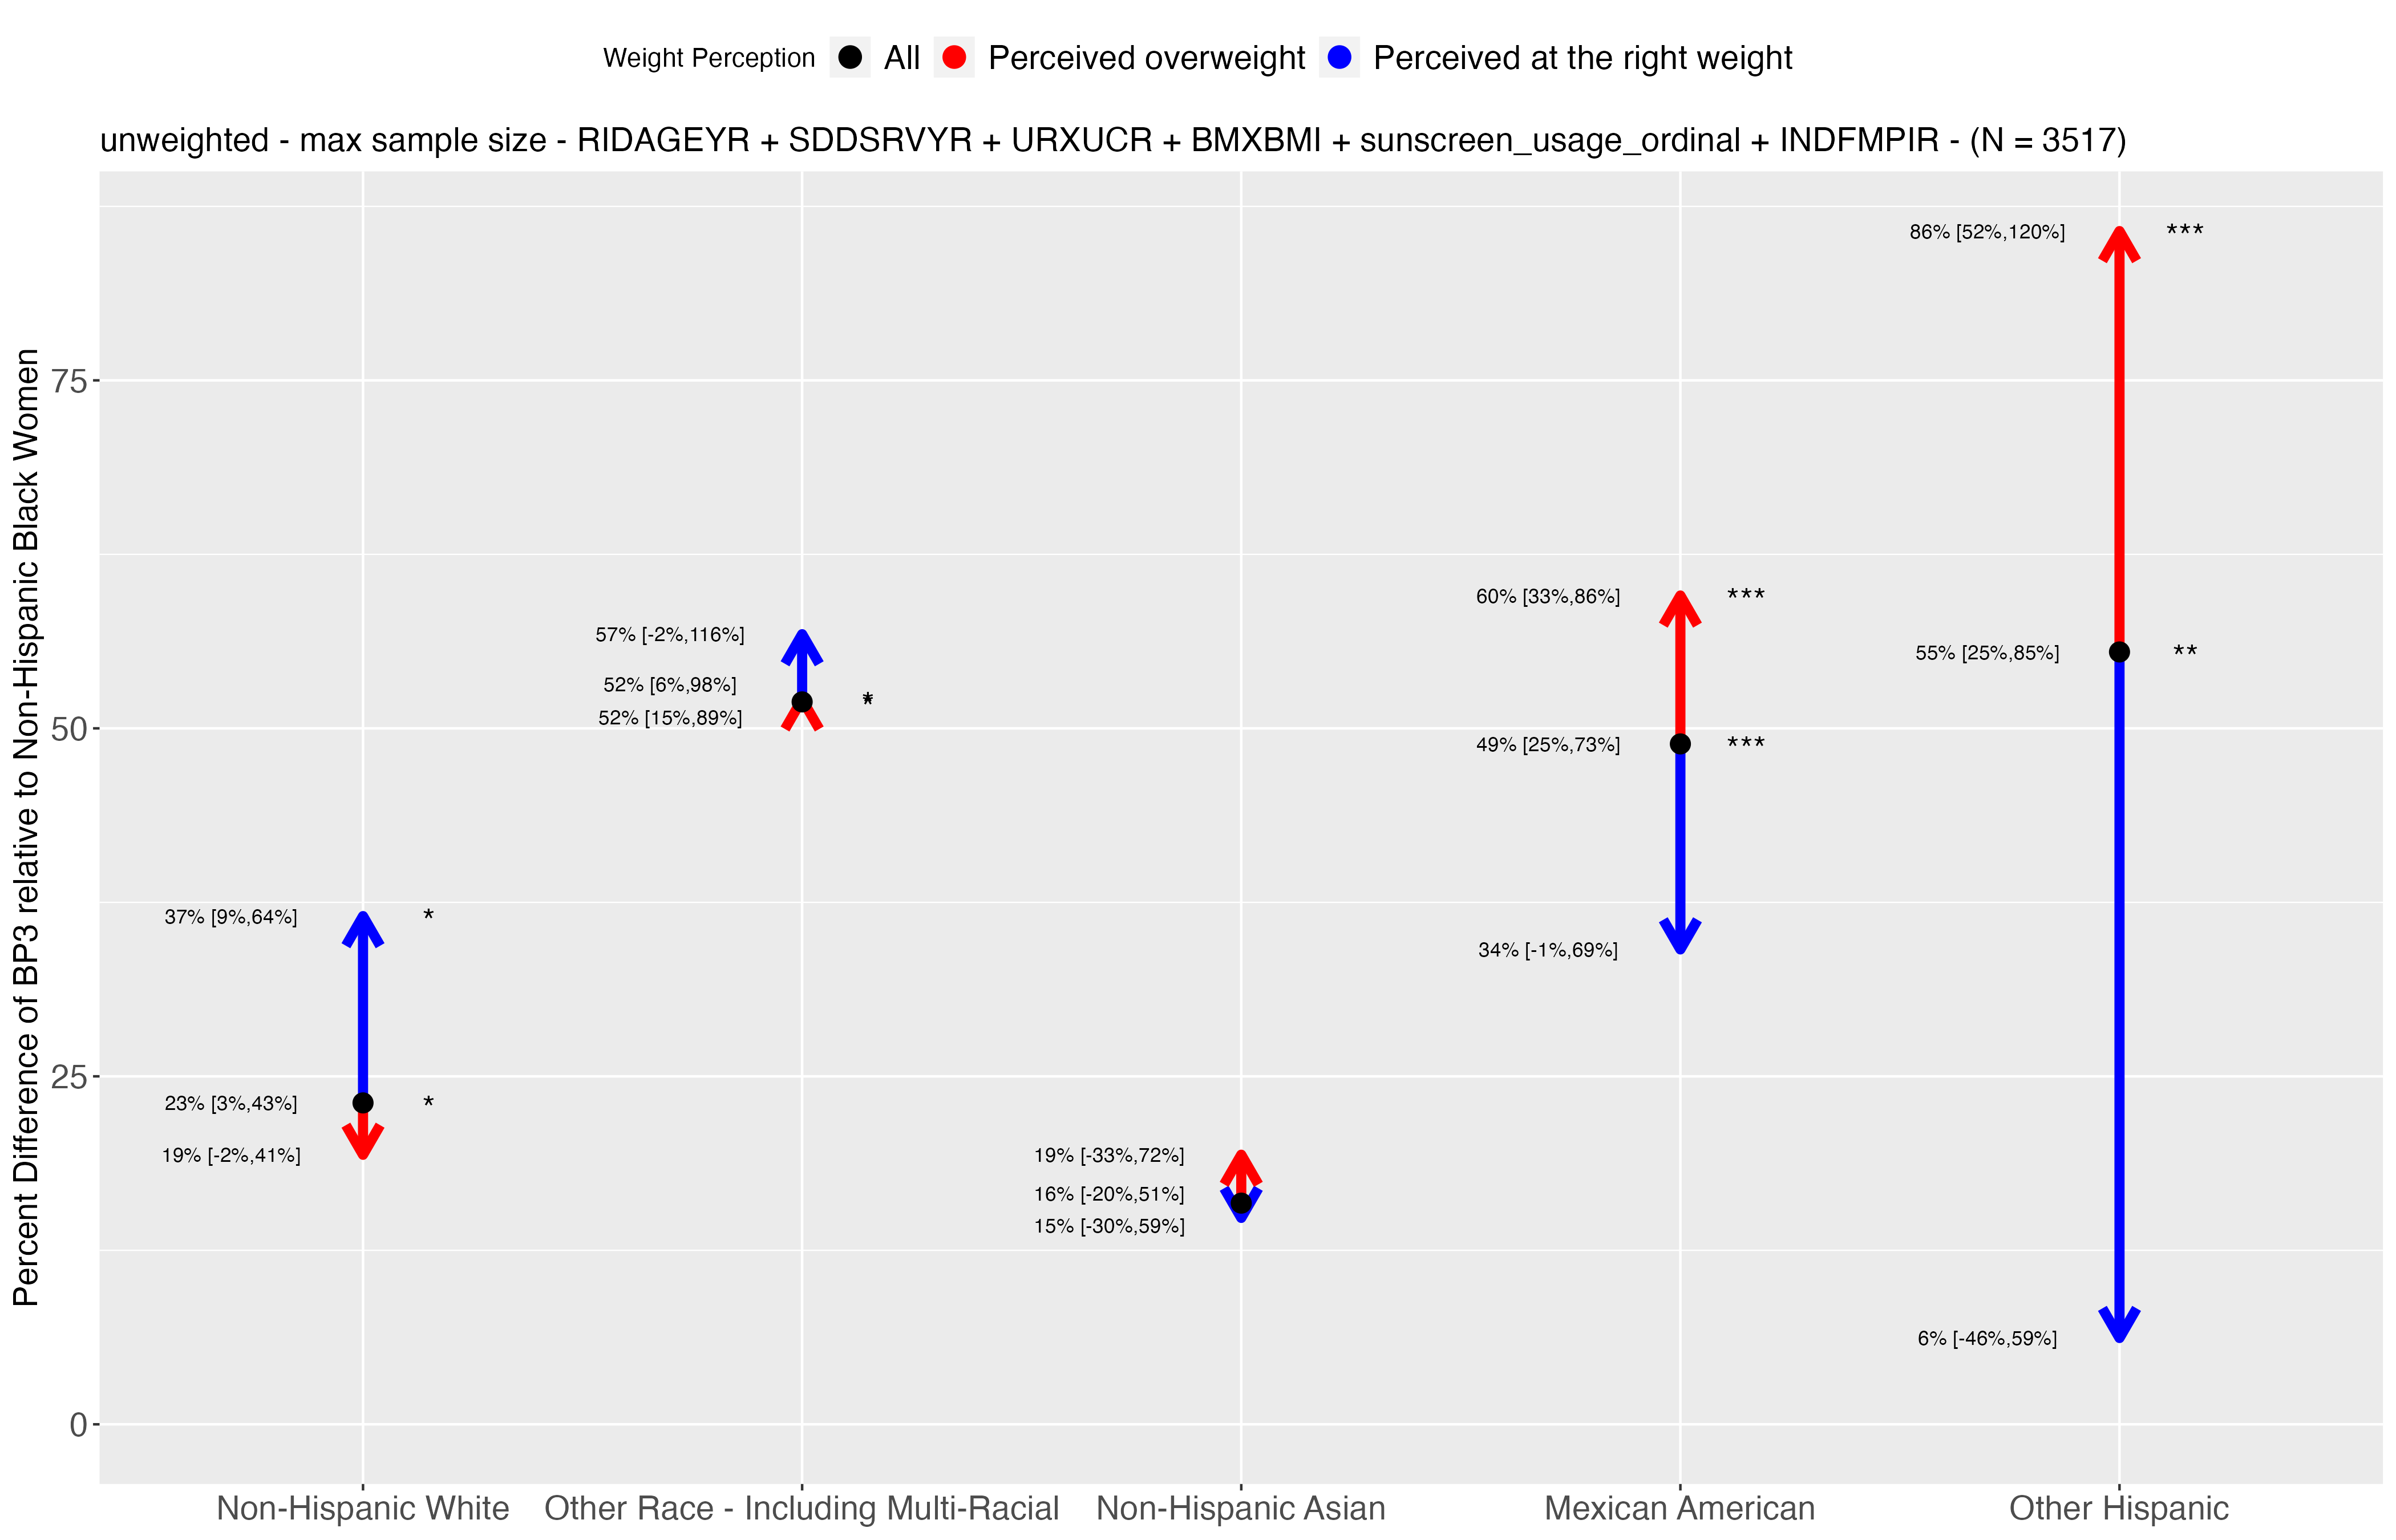 Weight Perception All Perceived overweight Perceived at the right weight
unweighted - max sample size - RIDAGEYR + SDDSRVYR + URXUCR + BMXBMI + sunscreen_usage_ordinal + INDFMPIR - (N = 3517)
Percent Difference of BP3 relative to Non-Hispanic Black Women
75
50
25
0
37% [9%,64%] *
23% [3%,43%] *
19% [-2%,41%]
57% [-2%,116%]
52% [6%,98%] *
52% [15%,89%] *
19% [-33%,72%]
16% [-20%,51%]
15% [-30%,59%]
60% [33%,86%] ***
49% [25%,73%] ***
34% [-1%,69%]
86% [52%,120%] ***
55% [25%,85%] **
6% [-46%,59%]
Non-Hispanic White
Other Race - Including Multi-Racial
Non-Hispanic Asian
Mexican American
Other Hispanic